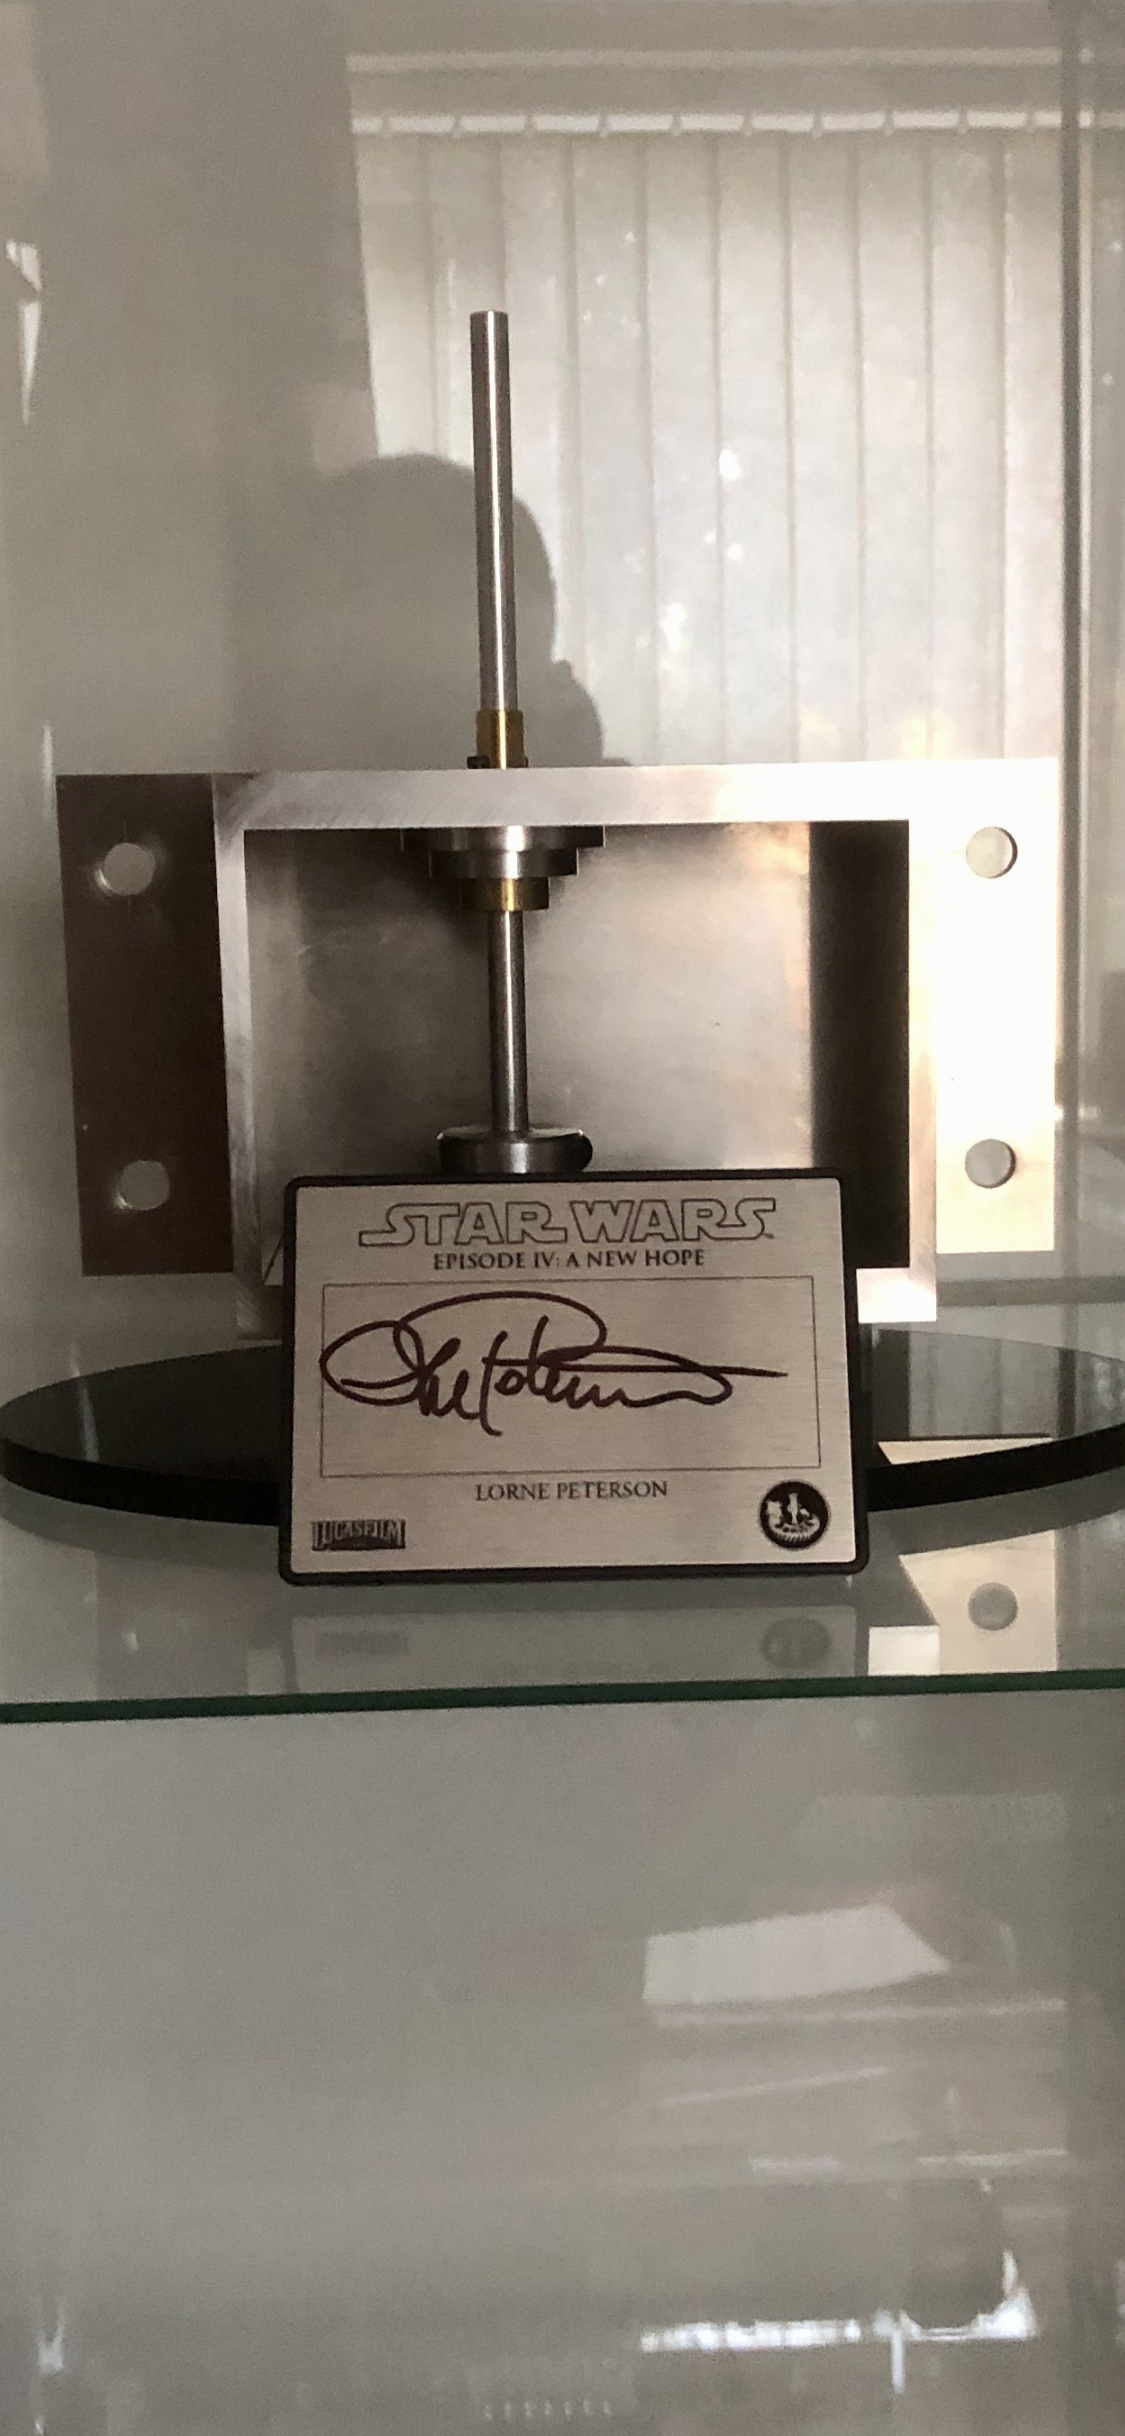 STAR WARS
EPISODE IV: A NEW HOPE
LORNE PETERSON
LUCASFILM